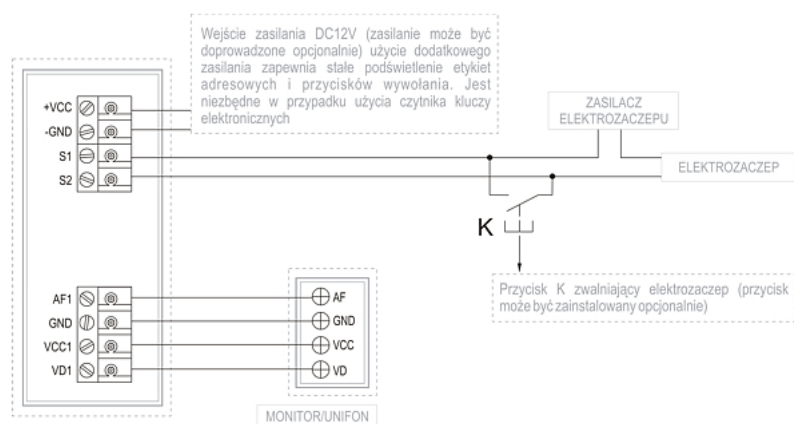 Wejście zasilania DC12V (zasilanie może być
doprowadzone opcjonalnie) użycie dodatkowego
zasilania zapewnia stałe podświetlenie etykiet
adresowych i przycisków wywołania. Jest
niezbędne w przypadku użycia czytnika kluczy
elektronicznych
+VCC
-GND
S1
S2
ZASILACZ
ELEKTROZACZEPU
ELEKTROZACZEP
K
Przycisk K zwalniający elektrozaczep (przycisk
może być zainstalowany opcjonalnie)
AF1
GND
VCC1
VD1
AF
GND
VCC
VD
MONITOR/UNIFON